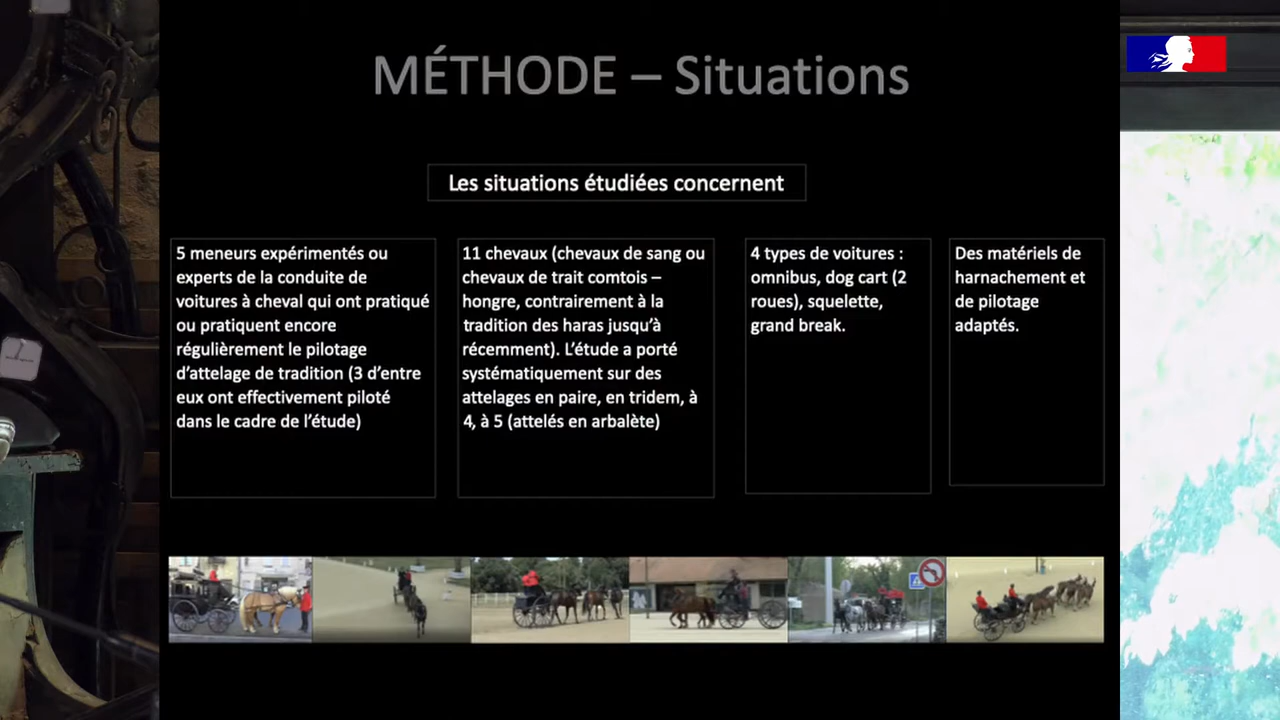 MÉTHODE – Situations
Les situations étudiées concernent
5 meneurs expérimentés ou
experts de la conduite de
voitures à cheval qui ont pratiqué
ou pratiquent encore
régulièrement le pilotage
d'attelage de tradition (3 d'entre
eux ont effectivement piloté
dans le cadre de l'étude)
11 chevaux (chevaux de sang ou
chevaux de trait comtois –
hongre, contrairement à la
tradition des haras jusqu'à
récemment). L'étude a porté
systématiquement sur des
attelages en paire, en tridem, à
4, à 5 (attelés en arbalète)
4 types de voitures :
omnibus, dog cart (2
roues), squelette,
grand break.
Des matériels de
harnachement et
de pilotage
adaptés.